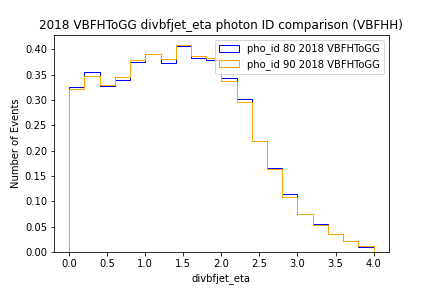 2018 VBFHToGG divbfjet_eta photon ID comparison (VBFHH)
pho_id 80 2018 VBFHToGG
pho_id 90 2018 VBFHToGG
Number of Events
0.40
0.35
0.30
0.25
0.20
0.15
0.10
0.05
0.00
0.0 0.5 1.0 1.5 2.0 2.5 3.0 3.5 4.0
divbfjet_eta